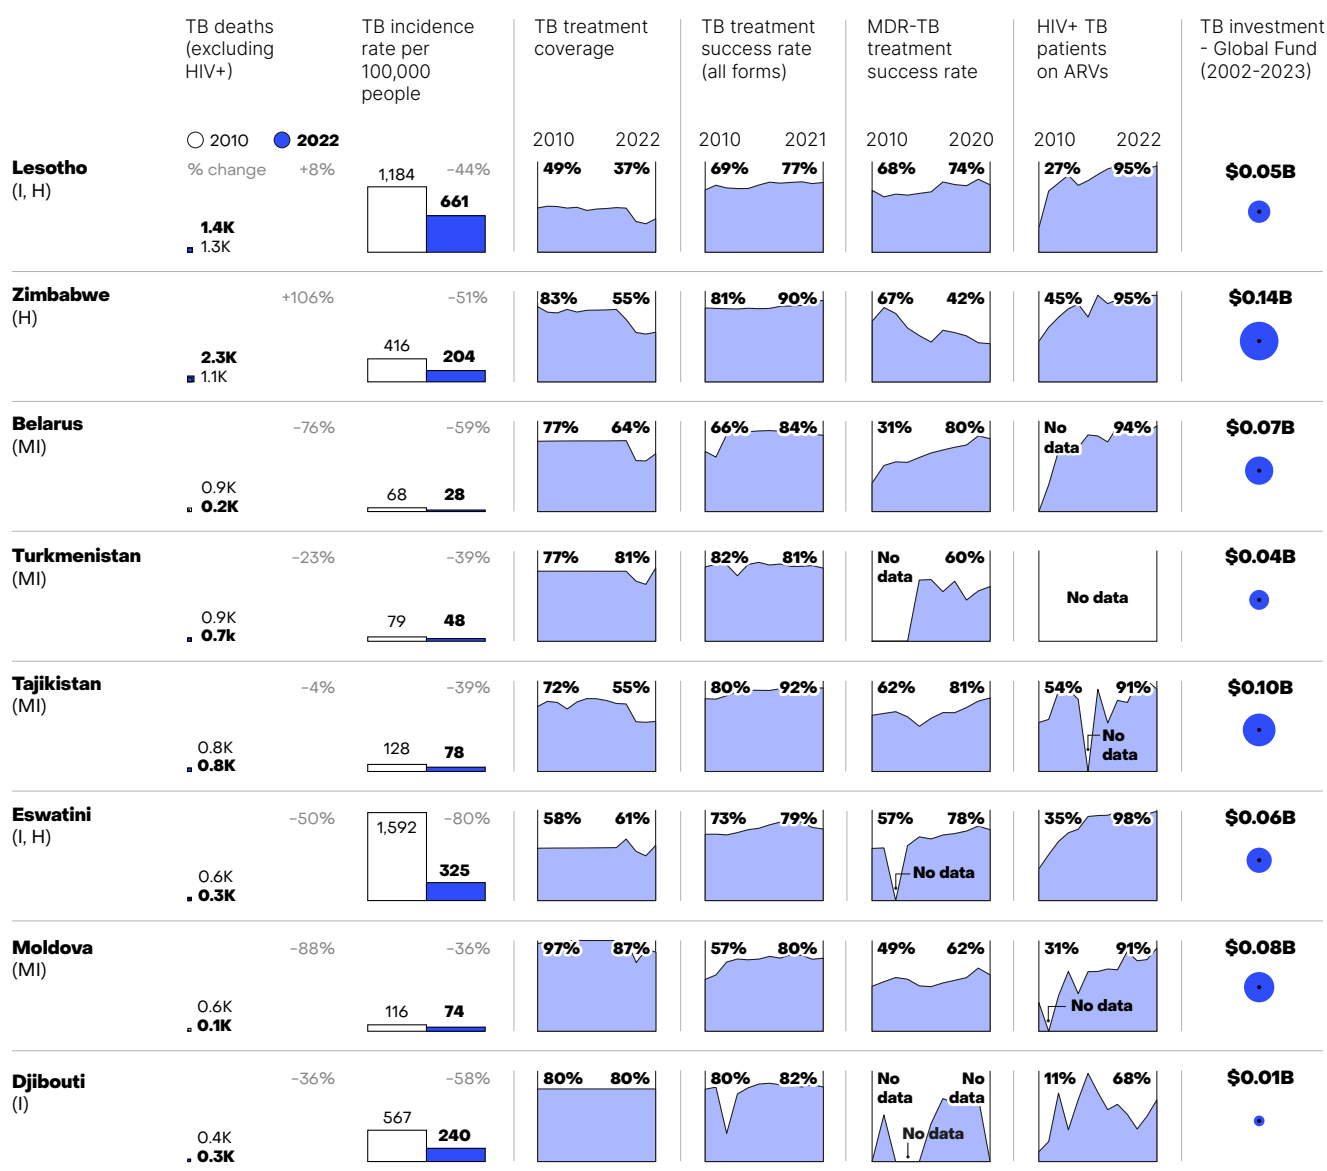 TB deaths
(excluding
HIV+)
TB incidence
rate per
100,000
people
TB treatment
coverage
TB treatment
success rate
(all forms)
MDR-TB
treatment
success rate
HIV+ TB
patients
on ARVs
TB investment
- Global Fund
(2002-2023)
2010 2022
2010 2022
2010 2021
2010 2020
2010 2022
Lesotho
(I, H)
% change +8%
1.4K
1.3K
1,184 -44%
661
49% 37%
69% 77%
68% 74%
27% 95%
$0.05B
Zimbabwe
(H)
+106%
2.3K
1.1K
-51%
416 204
83% 55%
81% 90%
67% 42%
45% 95%
$0.14B
Belarus
(MI)
-76%
0.9K
0.2K
-59%
68 28
77% 64%
66% 84%
31% 80%
No
data
94%
$0.07B
Turkmenistan
(MI)
-23%
0.9K
0.7k
-39%
79 48
77% 81%
82% 81%
No
data
60%
No data
$0.04B
Tajikistan
(MI)
-4%
0.8K
0.8K
-39%
128 78
72% 55%
80% 92%
62% 81%
54% 91%
No
data
$0.10B
Eswatini
(I, H)
-50%
0.6K
0.3K
1,592 -80%
325
58% 61%
73% 79%
57% 78%
No data
35% 98%
$0.06B
Moldova
(MI)
-88%
0.6K
0.1K
-36%
116 74
97% 87%
57% 80%
49% 62%
31% 91%
No data
$0.08B
Djibouti
(I)
-36%
0.4K
0.3K
-58%
567
240
80% 80%
80% 82%
No
data
No
data
No data
11% 68%
$0.01B